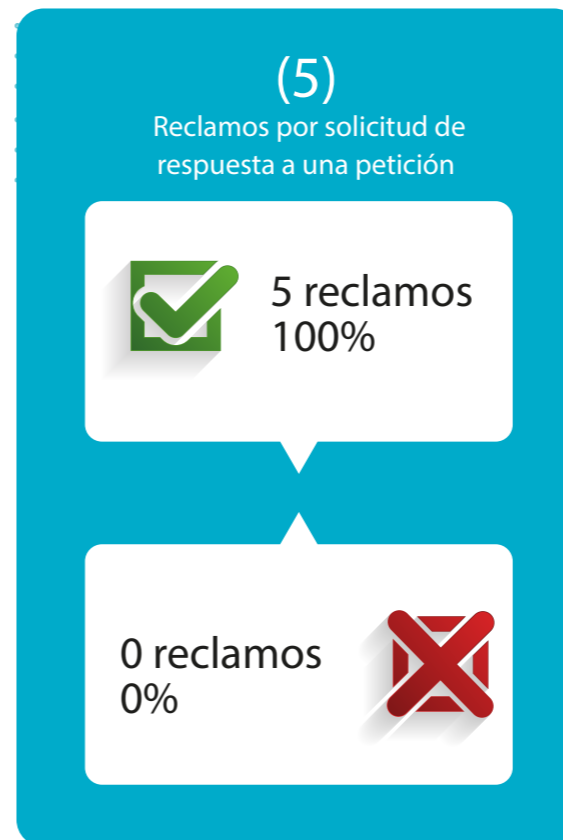 (5)
Reclamos por solicitud de
respuesta a una petición
5 reclamos
100%
0 reclamos
0%